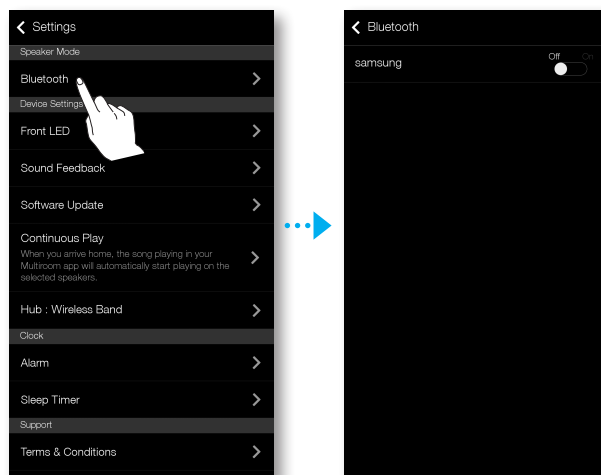 Settings
Speaker Mode
Bluetooth
Device Settings
Front LED
Sound Feedback
Software Update
Continuous Play
When you arrive home, the song playing in your
Multiroom app will automatically start playing on the
selected speakers.
Hub : Wireless Band
Clock
Alarm
Sleep Timer
Support
Terms & Conditions
Bluetooth
samsung
Off On